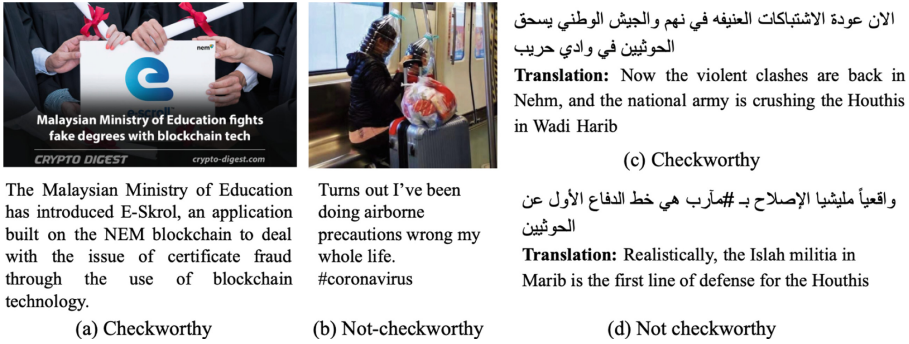 nem
e-scroll
Malaysian Ministry of Education fights
fake degrees with blockchain tech
CRYPTO DIGEST
crypto-digest.com
The Malaysian Ministry of Education
has introduced E-Skrol, an application
built on the NEM blockchain to deal
with the issue of certificate fraud
through the use of blockchain
technology.
(a) Checkworthy
Turns out I've been
doing airborne
precautions wrong my
whole life.
#coronavirus
(b) Not-checkworthy
الان عودة الاشتباكات العنيفه في نهم والجيش الوطني يسحق
الحوثيين في وادي حريب
Translation: Now the violent clashes are back in
Nehm, and the national army is crushing the Houthis
in Wadi Harib
(c) Checkworthy
واقعياً مليشيا الإصلاح بـ #مآرب هي خط الدفاع الأول عن
الحوثيين
Translation: Realistically, the Islah militia in
Marib is the first line of defense for the Houthis
(d) Not checkworthy